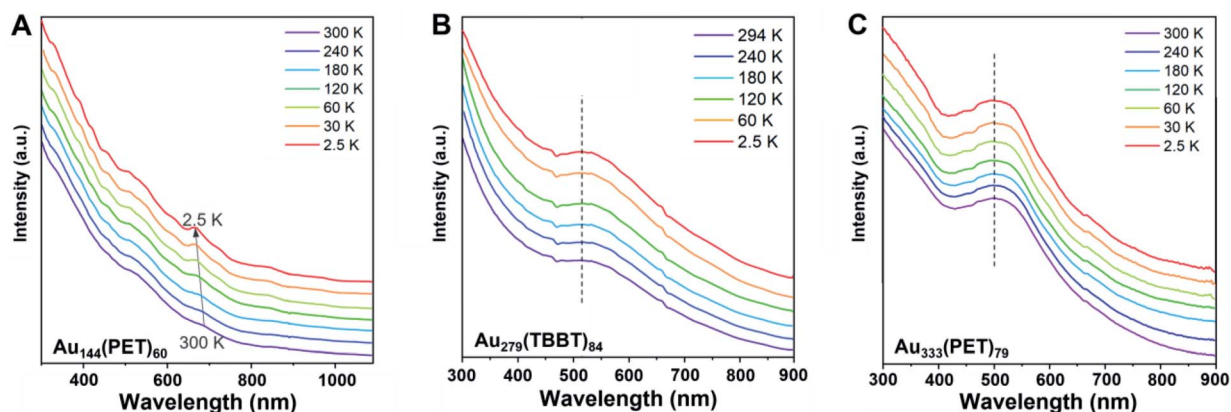 A
300 K
240 K
180 K
120 K
60 K
30 K
2.5 K
2.5 K
300 K
Au144(PET)60
Intensity (a.u.)
400 600 800 1000
Wavelength (nm)
B
294 K
240 K
180 K
120 K
60 K
2.5 K
Au279(TBBT)84
Intensity (a.u.)
300 400 500 600 700 800 900
Wavelength (nm)
C
300 K
240 K
180 K
120 K
60 K
30 K
2.5 K
Au333(PET)79
Intensity (a.u.)
300 400 500 600 700 800 900
Wavelength (nm)